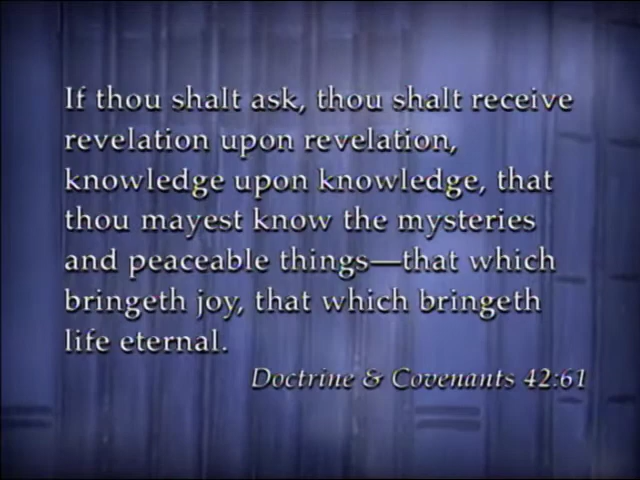 If thou shalt ask, thou shalt receive
revelation upon revelation,
knowledge upon knowledge, that
thou mayest know the mysteries
and peaceable things—that which
bringeth joy, that which bringeth
life eternal.
Doctrine & Covenants 42:61